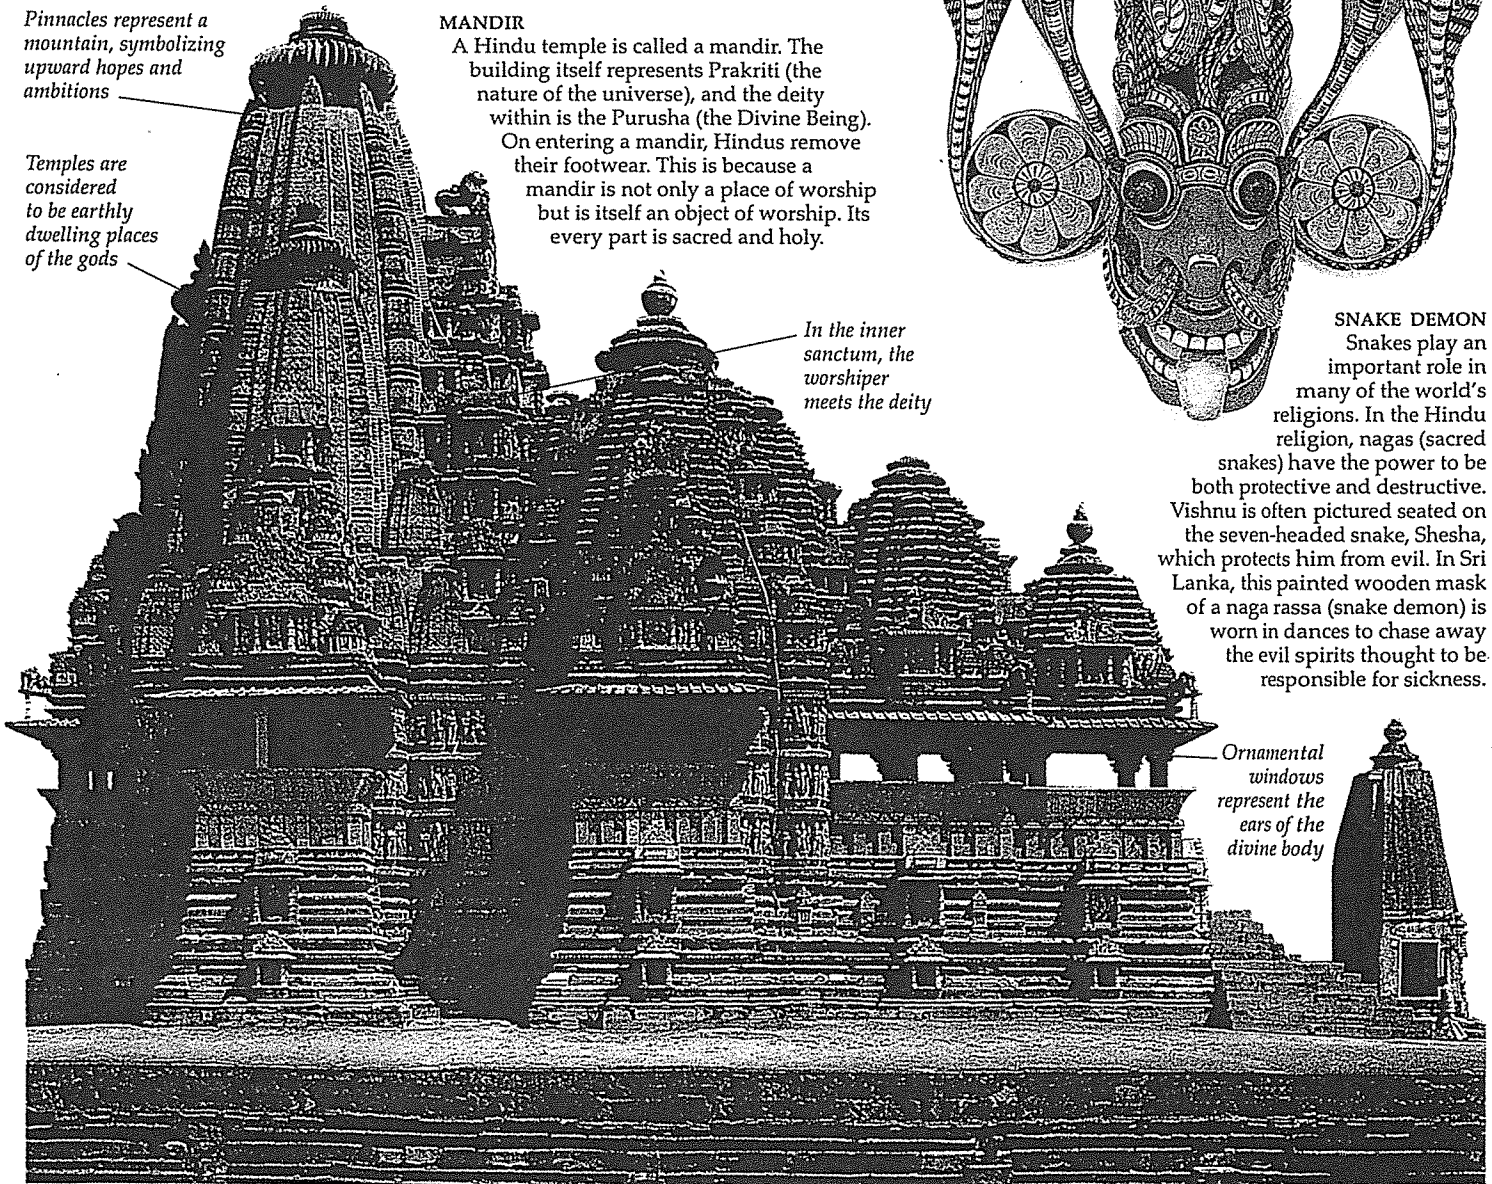 Pinnacles represent a
mountain, symbolizing
upward hopes and
ambitions
Temples are
considered
to be earthly
dwelling places
of the gods
MANDIR
A Hindu temple is called a mandir. The
building itself represents Prakriti (the
nature of the universe), and the deity
within is the Purusha (the Divine Being).
On entering a mandir, Hindus remove
their footwear. This is because a
mandir is not only a place of worship
but is itself an object of worship. Its
every part is sacred and holy.
In the inner
sanctum, the
worshiper
meets the deity
SNAKE DEMON
Snakes play an
important role in
many of the world's
religions. In the Hindu
religion, nagas (sacred
snakes) have the power to be
both protective and destructive.
Vishnu is often pictured seated on
the seven-headed snake, Shesha,
which protects him from evil. In Sri
Lanka, this painted wooden mask
of a naga rassa (snake demon) is
worn in dances to chase away
the evil spirits thought to be
responsible for sickness.
Ornamental
windows
represent the
ears of the
divine body